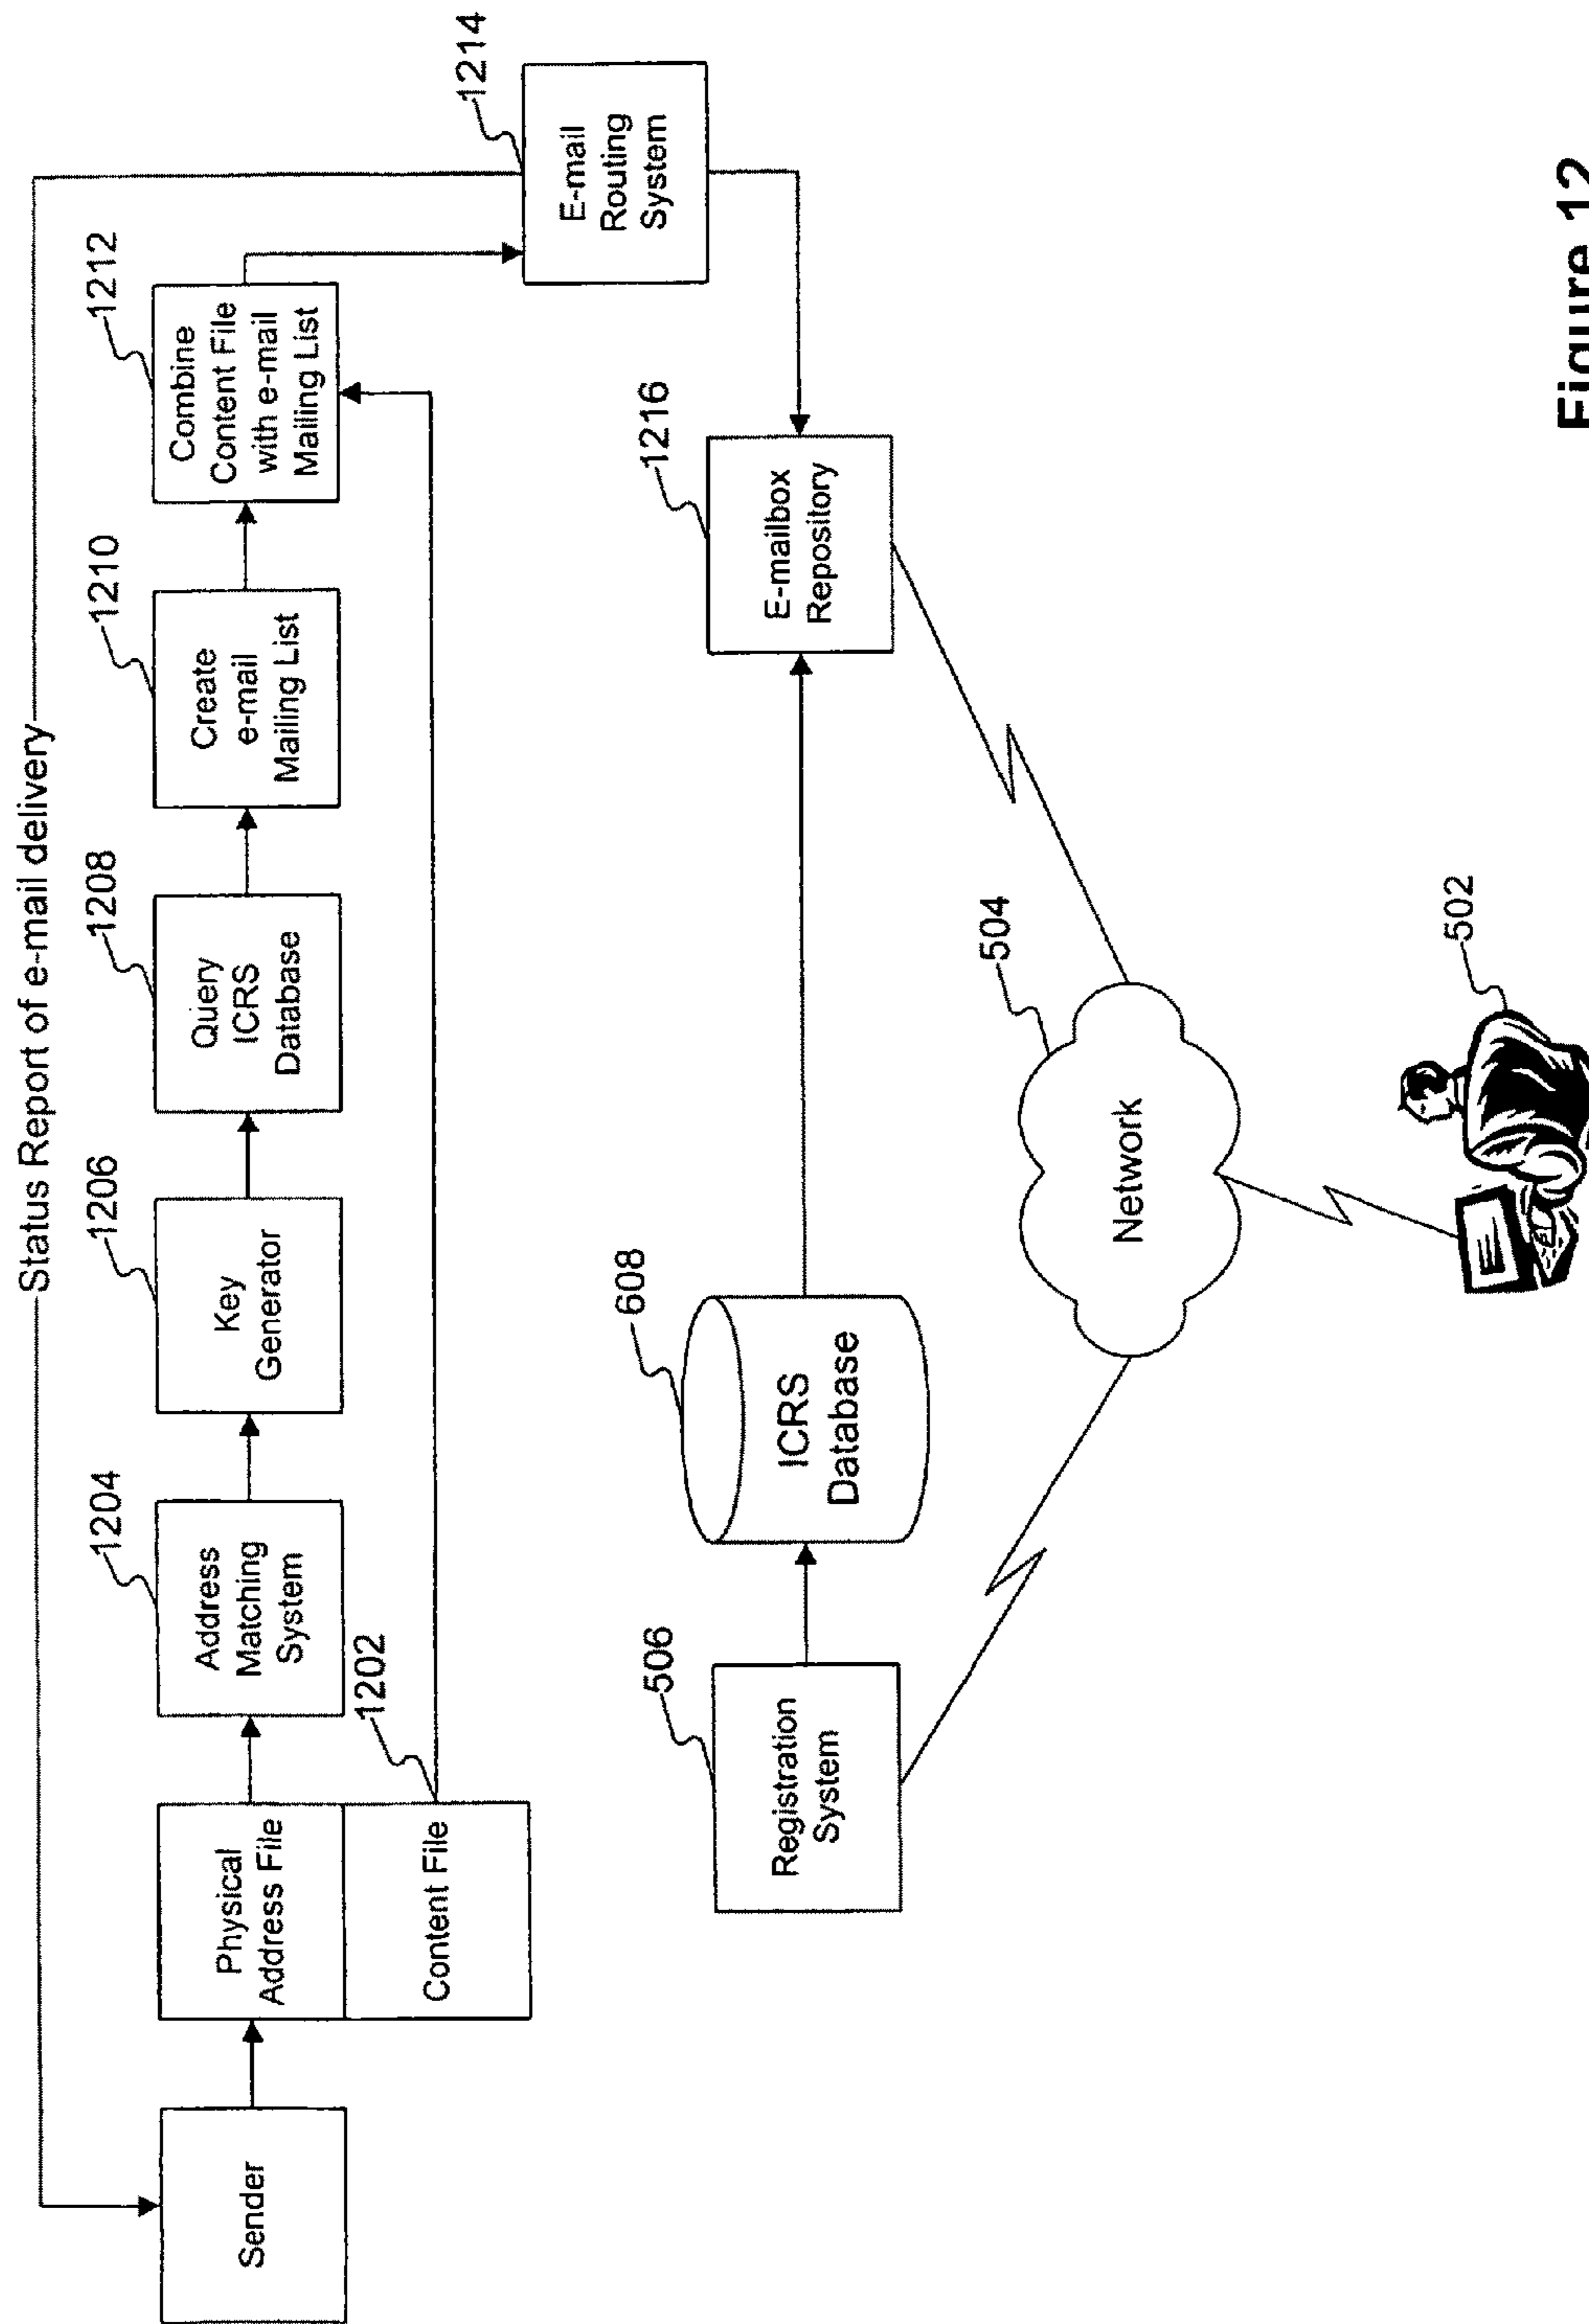 Status Report of e-mail delivery
Sender
Physical
Address File
Content File
1202
Address
Matching
System
1204
Key
Generator
1206
Query
ICRS
Database
1208
Create
e-mail
Mailing List
1210
Combine
Content File
with e-mail
Mailing List
1212
E-mail
Routing
System
1214
Registration
System
506
ICRS
Database
608
E-mailbox
Repository
1216
Network
504
502
Figure 12